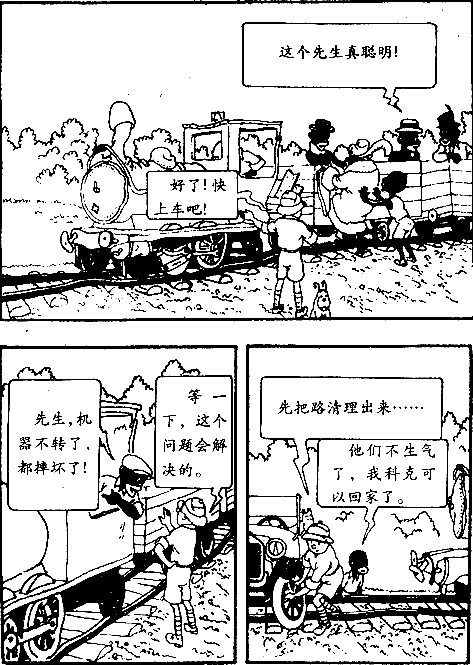 这个先生真聪明！
好了！快
上车吧！
先生，机
器不转了，
都摔坏了！
等一
下，这个
问题会解
决的。
先把路清理出来……
他们不生气
了，我科克可
以回家了。